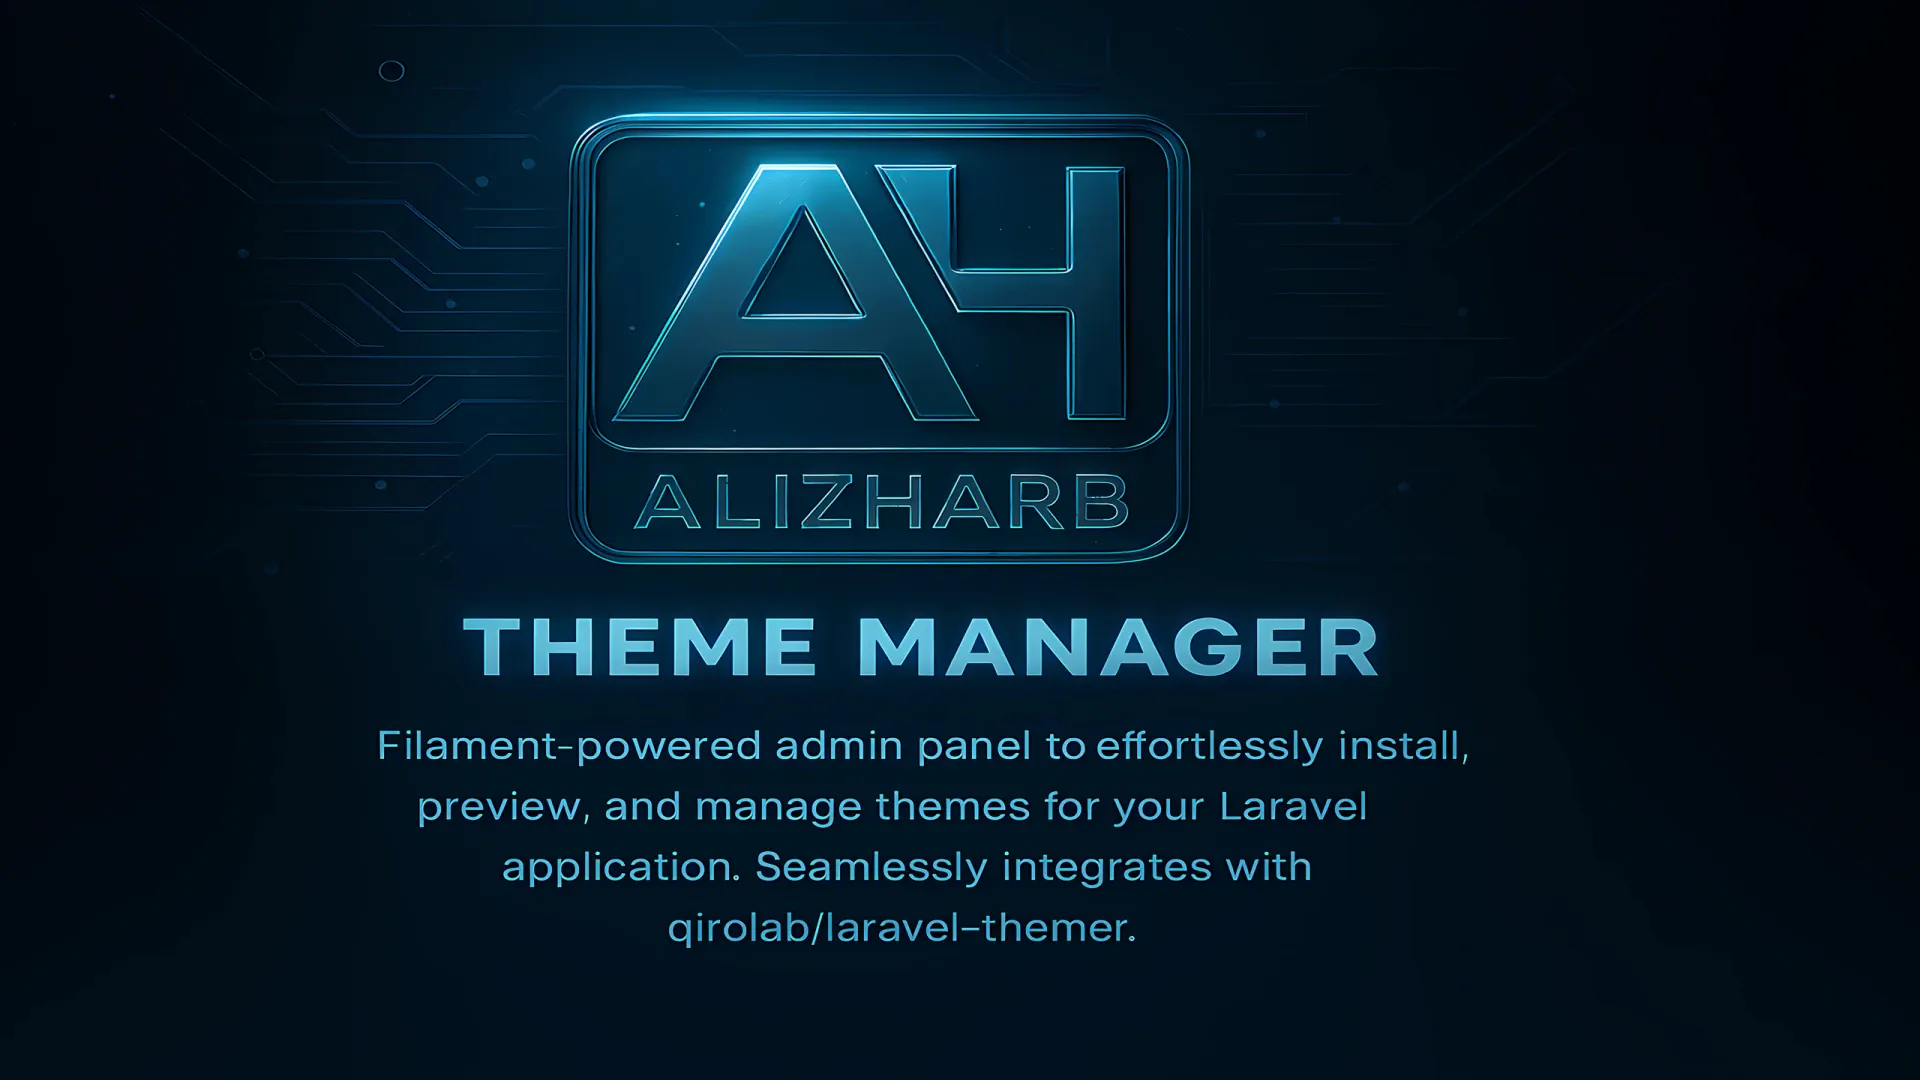 AH
ALIZHARB
THEME MANAGER
Filament-powered admin panel to effortlessly install,
preview, and manage themes for your Laravel
application. Seamlessly integrates with
qirolab/laravel-themer.